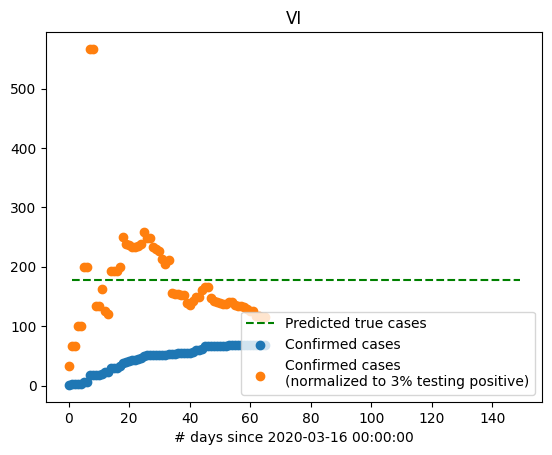 VI
500
400
300
200
100
0
Predicted true cases
Confirmed cases
Confirmed cases
(normalized to 3% testing positive)
0 20 40 60 80 100 120 140
# days since 2020-03-16 00:00:00